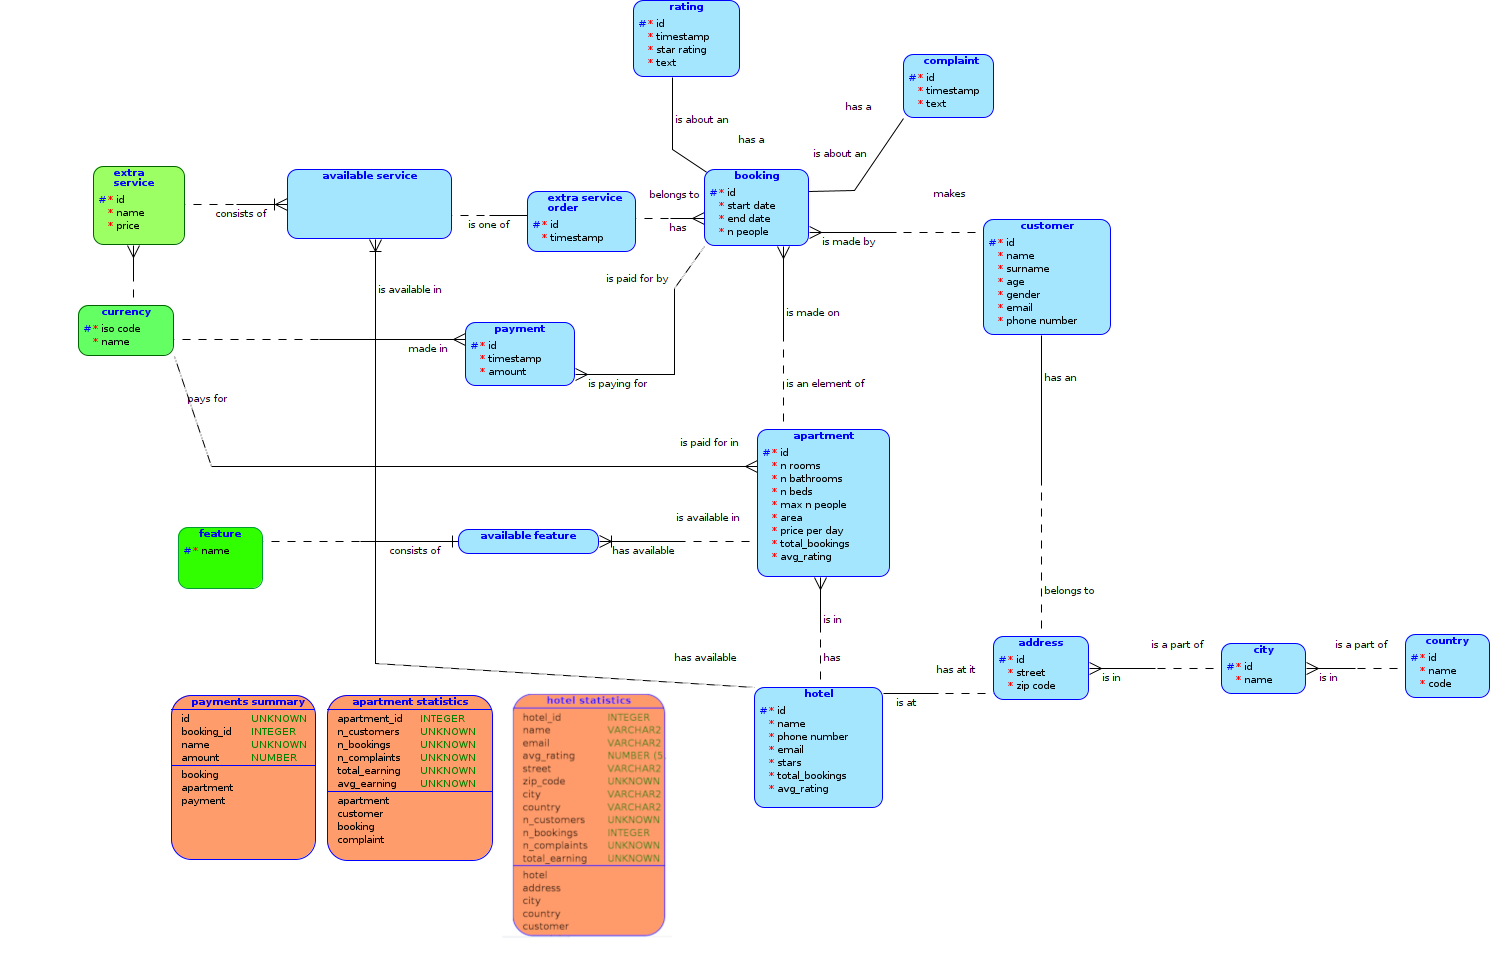 rating
#* id
* timestamp
* star rating
* text
complaint
#* id
* timestamp
* text
is about an
has a
has a
is about an
extra
service
#* id
* name
* price
consists of
available service
is one of
extra service
order
#* id
* timestamp
belongs to
has
booking
#* id
* start date
* end date
* n people
makes
is made by
customer
#* id
* name
* surname
* age
* gender
* email
* phone number
is available in
is paid for by
is made on
currency
#* iso code
* name
made in
payment
#* id
* timestamp
* amount
is paying for
is an element of
has an
pays for
is paid for in
apartment
#* id
* n rooms
* n bathrooms
* n beds
* max n people
* area
* price per day
* total_bookings
* avg_rating
feature
#* name
consists of
available feature
is available in
has available
belongs to
is in
has
has available
hotel
#* id
* name
* phone number
* email
* stars
* total_bookings
* avg_rating
has at it
is at
address
#* id
* street
* zip code
is a part of
is in
city
#* id
* name
is a part of
is in
country
#* id
* name
* code
payments summary
id UNKNOWN
booking_id INTEGER
name UNKNOWN
amount NUMBER
booking
apartment
payment
apartment statistics
apartment_id INTEGER
n_customers UNKNOWN
n_bookings UNKNOWN
n_complaints UNKNOWN
total_earning UNKNOWN
avg_earning UNKNOWN
apartment
customer
booking
complaint
hotel statistics
hotel_id INTEGER
name VARCHAR2
email VARCHAR2
avg_rating NUMBER (5.
street VARCHAR2
zip_code UNKNOWN
city VARCHAR2
country VARCHAR2
n_customers UNKNOWN
n_bookings INTEGER
n_complaints UNKNOWN
total_earning UNKNOWN
hotel
address
city
country
customer